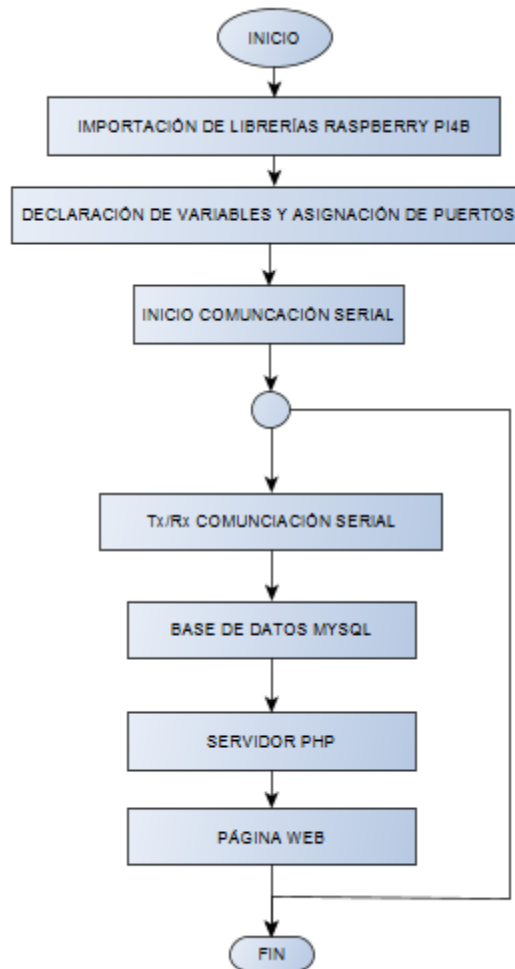 INICIO
IMPORTACIÓN DE LIBRERÍAS RASPBERRY PI4B
DECLARACIÓN DE VARIABLES Y ASIGNACIÓN DE PUERTOS
INICIO COMUNCACIÓN SERIAL
Tx/Rx COMUNCIACIÓN SERIAL
BASE DE DATOS MYSQL
SERVIDOR PHP
PÁGINA WEB
FIN